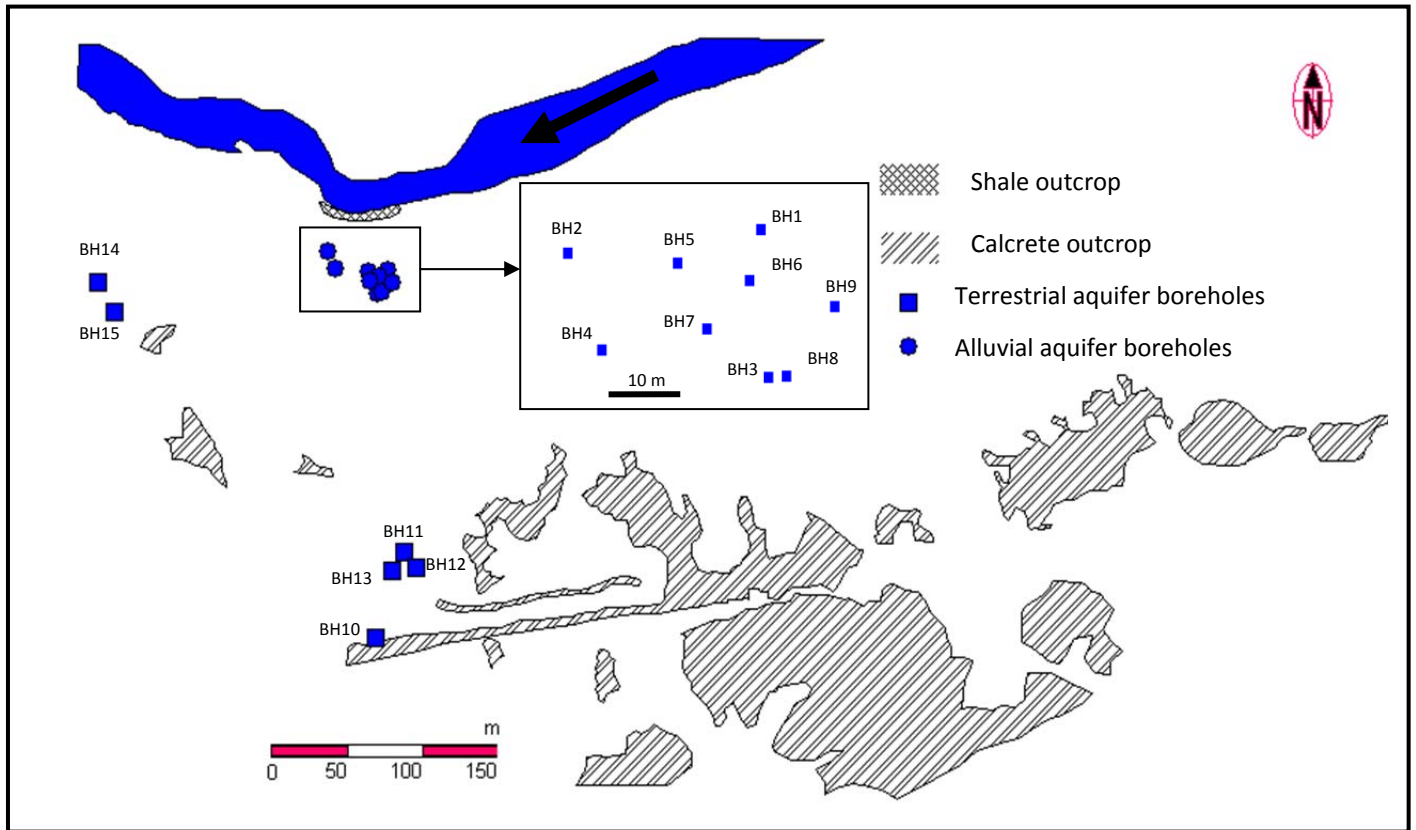 N
Shale outcrop
Calcrete outcrop
Terrestrial aquifer boreholes
Alluvial aquifer boreholes
BH14
BH15
BH1
BH2
BH5
BH6
BH9
BH7
BH4
BH3
BH8
10 m
BH11
BH12
BH13
BH10
m
0 50 100 150